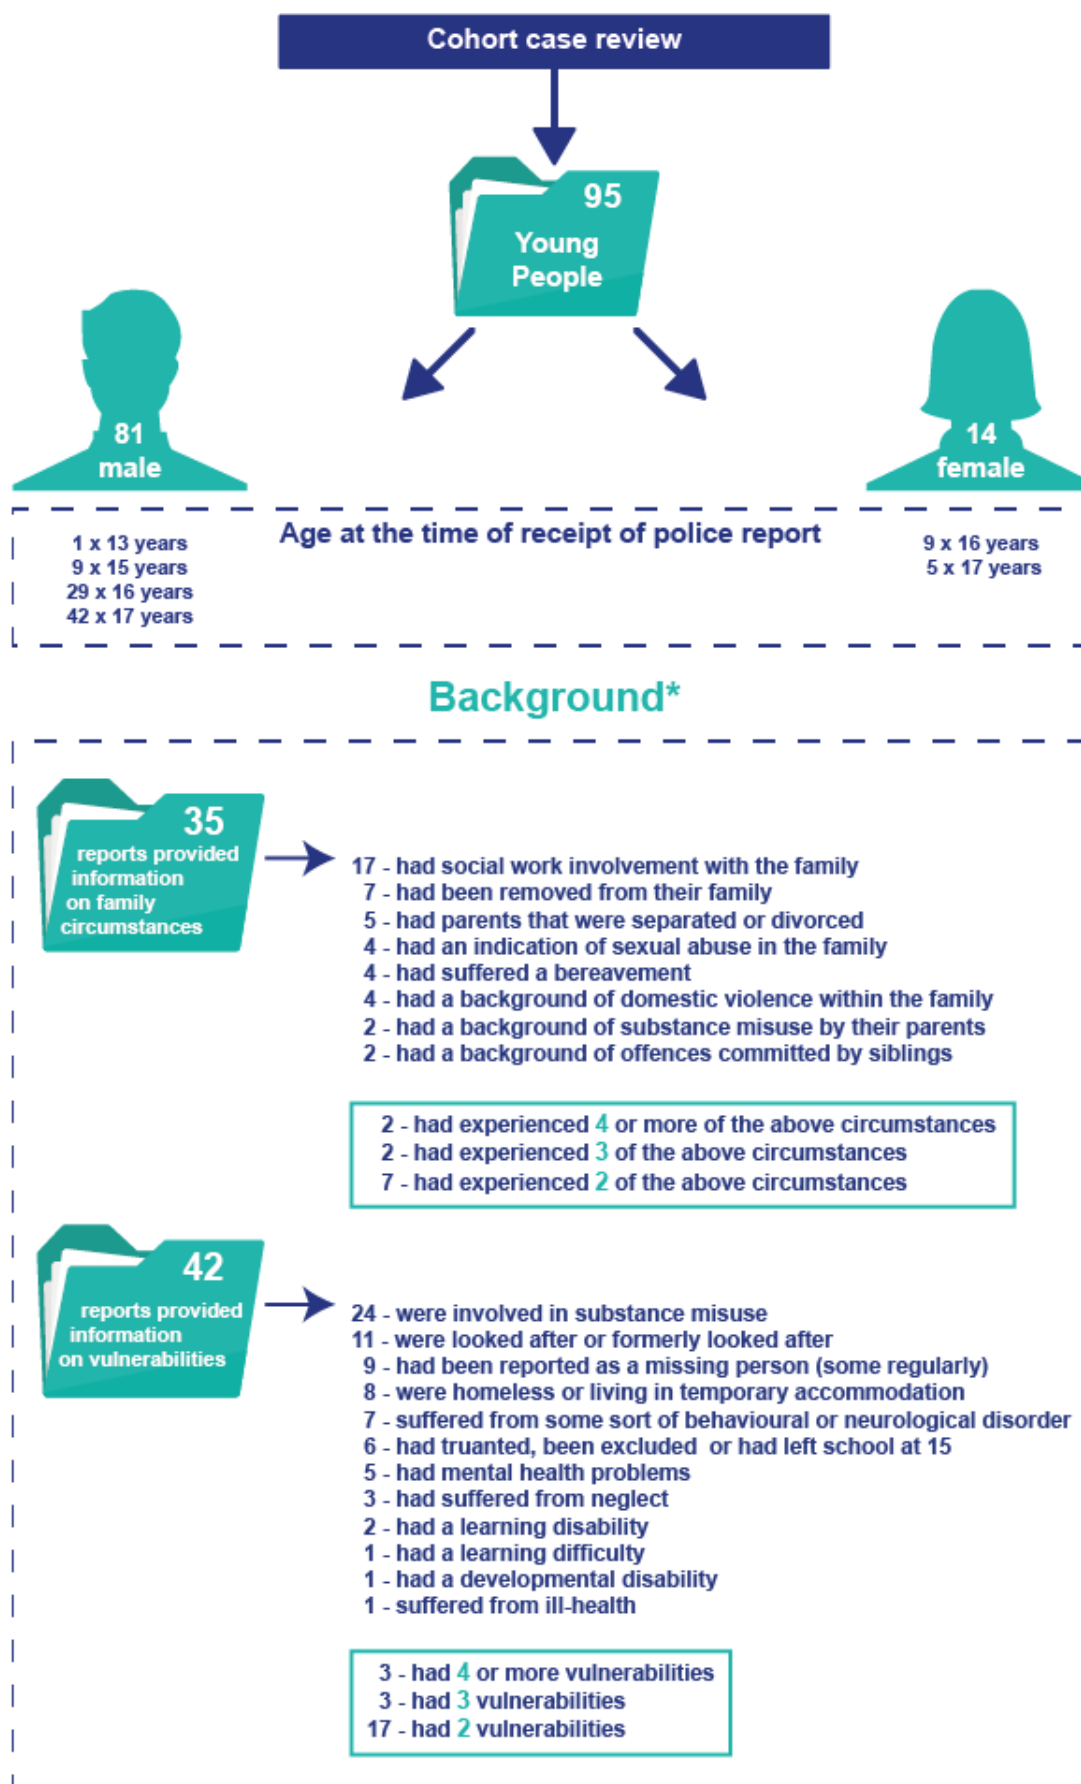 Cohort case review
95
Young
People
81
male
14
female
Age at the time of receipt of police report
1 x 13 years
9 x 15 years
29 x 16 years
42 x 17 years
9 x 16 years
5 x 17 years
Background*
35
reports provided
information
on family
circumstances
17 - had social work involvement with the family
7 - had been removed from their family
5 - had parents that were separated or divorced
4 - had an indication of sexual abuse in the family
4 - had suffered a bereavement
4 - had a background of domestic violence within the family
2 - had a background of substance misuse by their parents
2 - had a background of offences committed by siblings
2 - had experienced 4 or more of the above circumstances
2 - had experienced 3 of the above circumstances
7 - had experienced 2 of the above circumstances
42
reports provided
information
on vulnerabilities
24 - were involved in substance misuse
11 - were looked after or formerly looked after
9 - had been reported as a missing person (some regularly)
8 - were homeless or living in temporary accommodation
7 - suffered from some sort of behavioural or neurological disorder
6 - had truanted, been excluded or had left school at 15
5 - had mental health problems
3 - had suffered from neglect
2 - had a learning disability
1 - had a learning difficulty
1 - had a developmental disability
1 - suffered from ill-health
3 - had 4 or more vulnerabilities
3 - had 3 vulnerabilities
17 - had 2 vulnerabilities